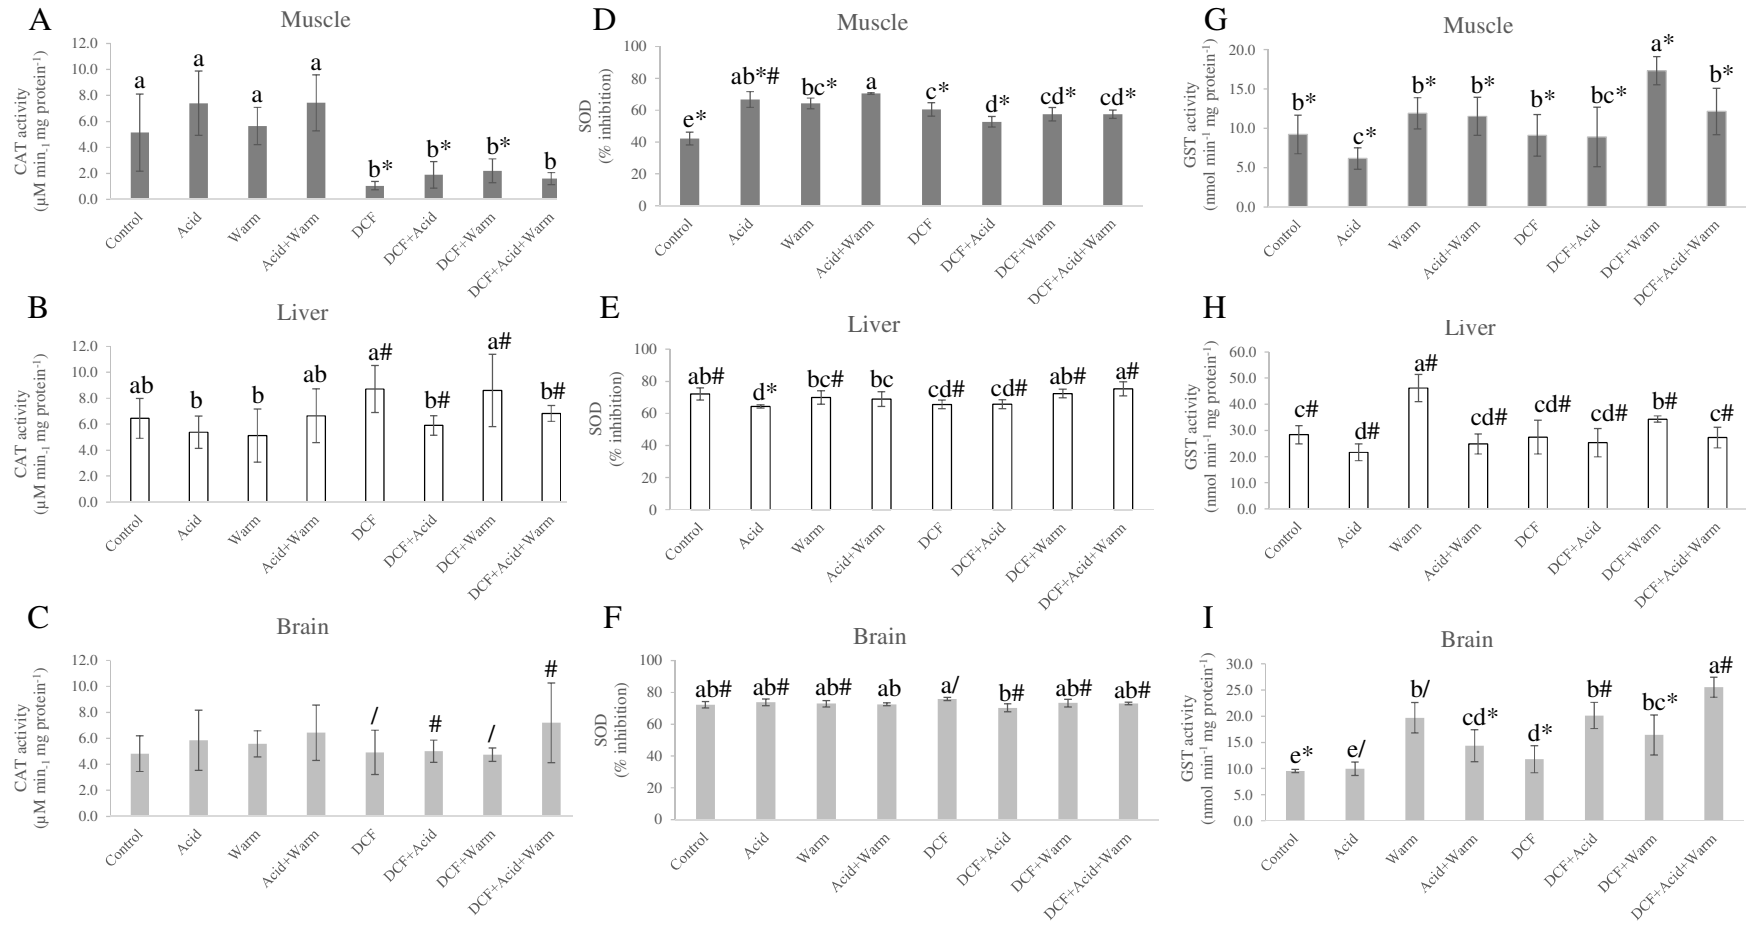 A
Muscle
CAT activity
(µM min-1 mg protein-1)
12.0
10.0
8.0
6.0
4.0
2.0
0.0
a
a
a
a
b*
b*
b*
b
Control
Acid
Warm
Acid+Warm
DCF
DCF+Acid
DCF+Warm
DCF+Acid+Warm
D
Muscle
SOD
(% inhibition)
100
80
60
40
20
0
e*
ab*#
bc*
a
c*
d*
cd*
cd*
Control
Acid
Warm
Acid+Warm
DCF
DCF+Acid
DCF+Warm
DCF+Acid+Warm
G
Muscle
GST activity
(nmol min-1 mg protein-1)
20.0
15.0
10.0
5.0
0.0
b*
c*
b*
b*
b*
bc*
a*
b*
Control
Acid
Warm
Acid+Warm
DCF
DCF+Acid
DCF+Warm
DCF+Acid+Warm
B
Liver
CAT activity
(µM min-1 mg protein-1)
12.0
10.0
8.0
6.0
4.0
2.0
0.0
ab
b
b
ab
a#
b#
a#
b#
Control
Acid
Warm
Acid+Warm
DCF
DCF+Acid
DCF+Warm
DCF+Acid+Warm
E
Liver
SOD
(% inhibition)
100
80
60
40
20
0
ab#
d*
bc#
bc
cd#
cd#
ab#
a#
Control
Acid
Warm
Acid+Warm
DCF
DCF+Acid
DCF+Warm
DCF+Acid+Warm
H
Liver
GST activity
(nmol min-1 mg protein-1)
60.0
50.0
40.0
30.0
20.0
10.0
0.0
c#
d#
a#
cd#
cd#
cd#
b#
c#
Control
Acid
Warm
Acid+Warm
DCF
DCF+Acid
DCF+Warm
DCF+Acid+Warm
C
Brain
CAT activity
(µM min-1 mg protein-1)
12.0
10.0
8.0
6.0
4.0
2.0
0.0
/
#
/
#
Control
Acid
Warm
Acid+Warm
DCF
DCF+Acid
DCF+Warm
DCF+Acid+Warm
F
Brain
SOD
(% inhibition)
100
80
60
40
20
0
ab#
ab#
ab#
ab
a/
b#
ab#
ab#
Control
Acid
Warm
Acid+Warm
DCF
DCF+Acid
DCF+Warm
DCF+Acid+Warm
I
Brain
GST activity
(nmol min-1 mg protein-1)
30.0
25.0
20.0
15.0
10.0
5.0
0.0
e*
e/
b/
cd*
d*
b#
bc*
a#
Control
Acid
Warm
Acid+Warm
DCF
DCF+Acid
DCF+Warm
DCF+Acid+Warm